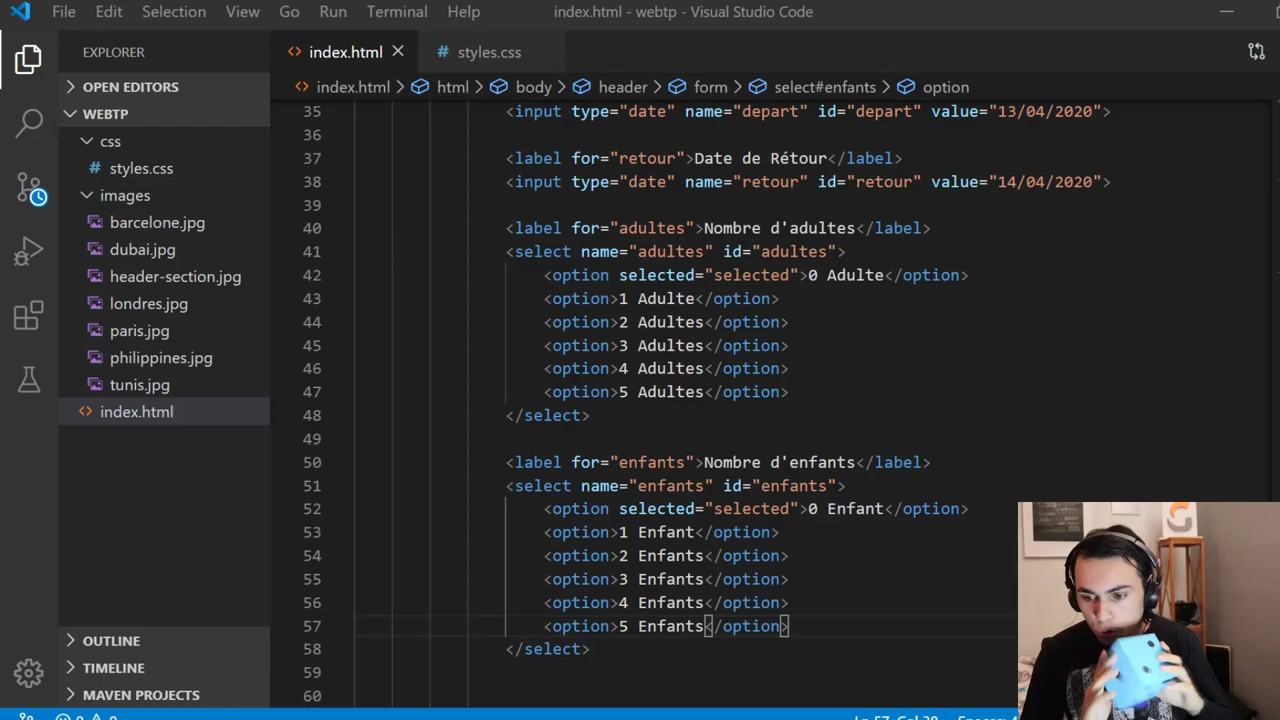 File Edit Selection View Go Run Terminal Help index.html - webtp - Visual Studio Code
EXPLORER
OPEN EDITORS
WEBTP
css
styles.css
images
barcelone.jpg
dubai.jpg
header-section.jpg
londres.jpg
paris.jpg
philippines.jpg
tunis.jpg
index.html
OUTLINE
TIMELINE
MAVEN PROJECTS
index.html styles.css
index.html > html > body > header > form > select#enfants > option
35 <input type="date" name="depart" id="depart" value="13/04/2020">
36
37 <label for="retour">Date de Rétour</label>
38 <input type="date" name="retour" id="retour" value="14/04/2020">
39
40 <label for="adultes">Nombre d'adultes</label>
41 <select name="adultes" id="adultes">
42 <option selected="selected">0 Adulte</option>
43 <option>1 Adulte</option>
44 <option>2 Adultes</option>
45 <option>3 Adultes</option>
46 <option>4 Adultes</option>
47 <option>5 Adultes</option>
48 </select>
49
50 <label for="enfants">Nombre d'enfants</label>
51 <select name="enfants" id="enfants">
52 <option selected="selected">0 Enfant</option>
53 <option>1 Enfant</option>
54 <option>2 Enfants</option>
55 <option>3 Enfants</option>
56 <option>4 Enfants</option>
57 <option>5 Enfants</option>
58 </select>
59
60